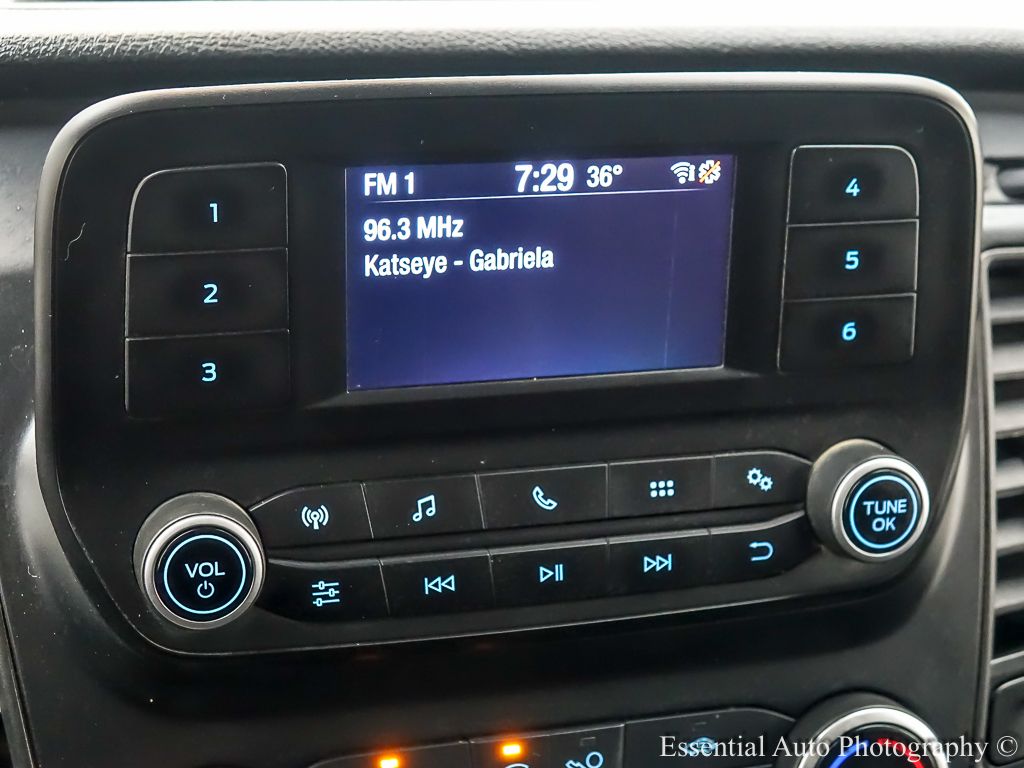 FM 1 7:29 36°
96.3 MHz
Katseye - Gabriela
1
2
3
4
5
6
VOL
TUNE
OK
Essential Auto Photography ©